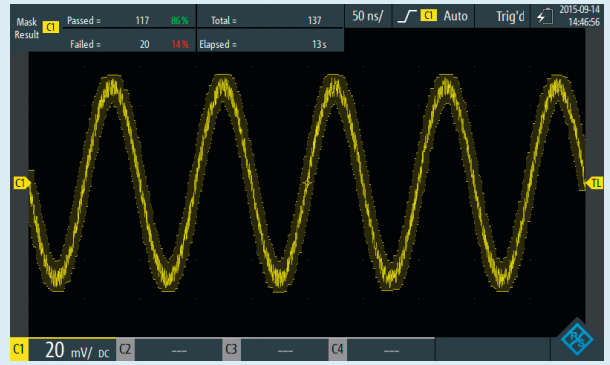 Mask Result C1 Passed = 117 86% Total = 137
Failed = 20 14% Elapsed = 13s
50 ns/ C1 Auto Trig'd 2015-09-14
14:46:56
C1 TL
C1 20 mV/ DC C2 --- C3 --- C4 ---
R&S